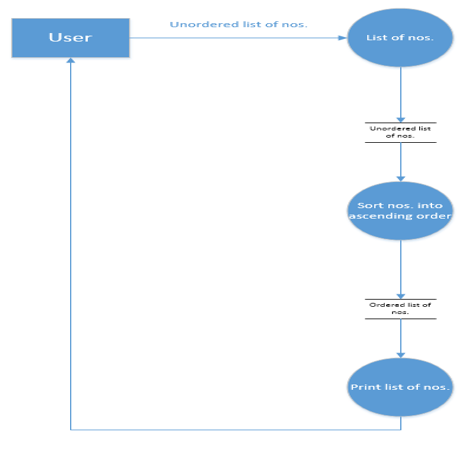 Unordered list of nos.
User
List of nos.
Unordered list
of nos.
Sort nos. into
ascending order
Ordered list of
nos.
Print list of nos.